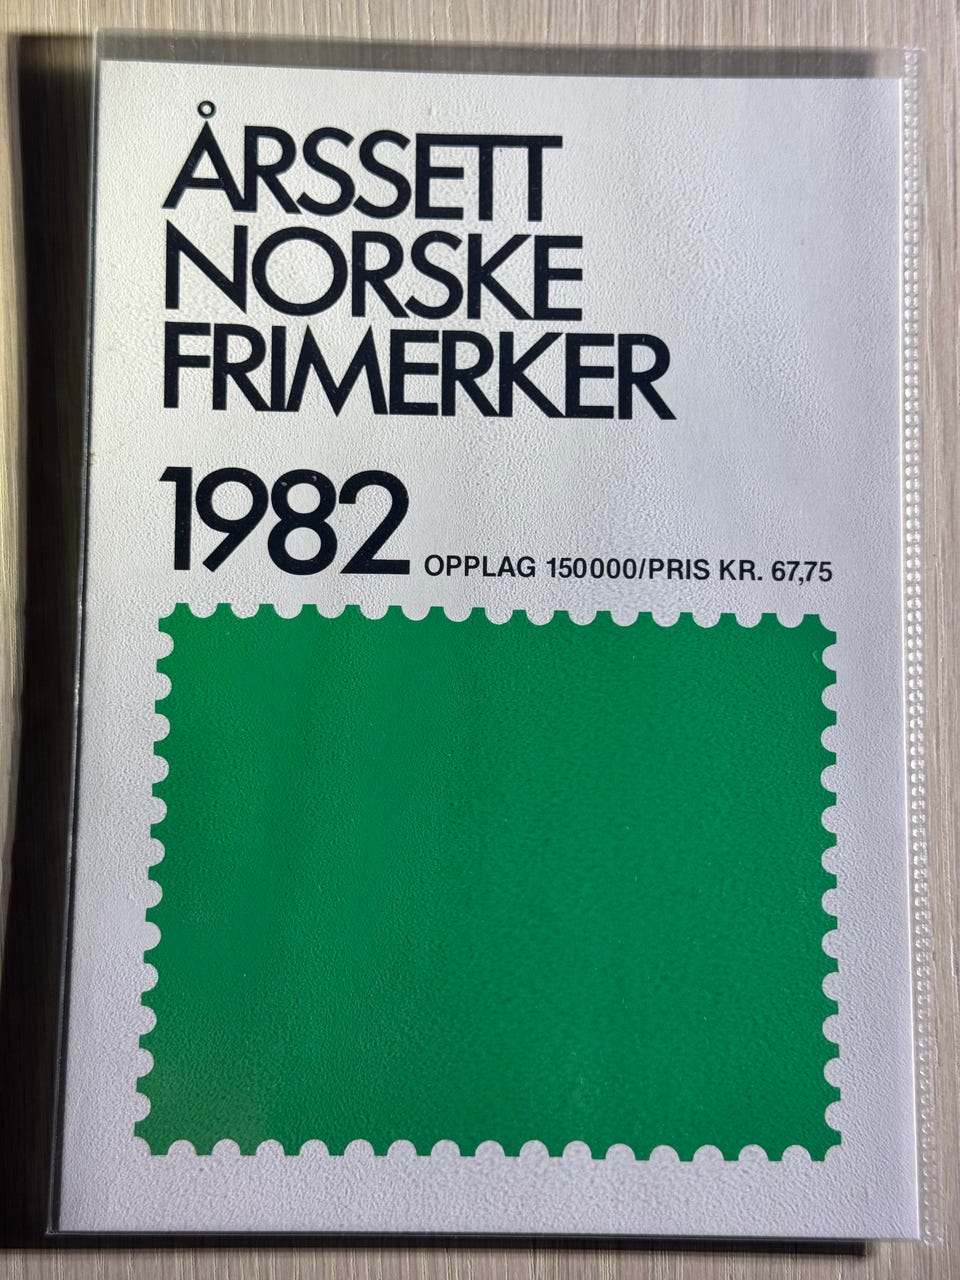 ÅRSSETT
NORSKE
FRIMERKER
1982 OPPLAG 150000/PRIS KR. 67,75